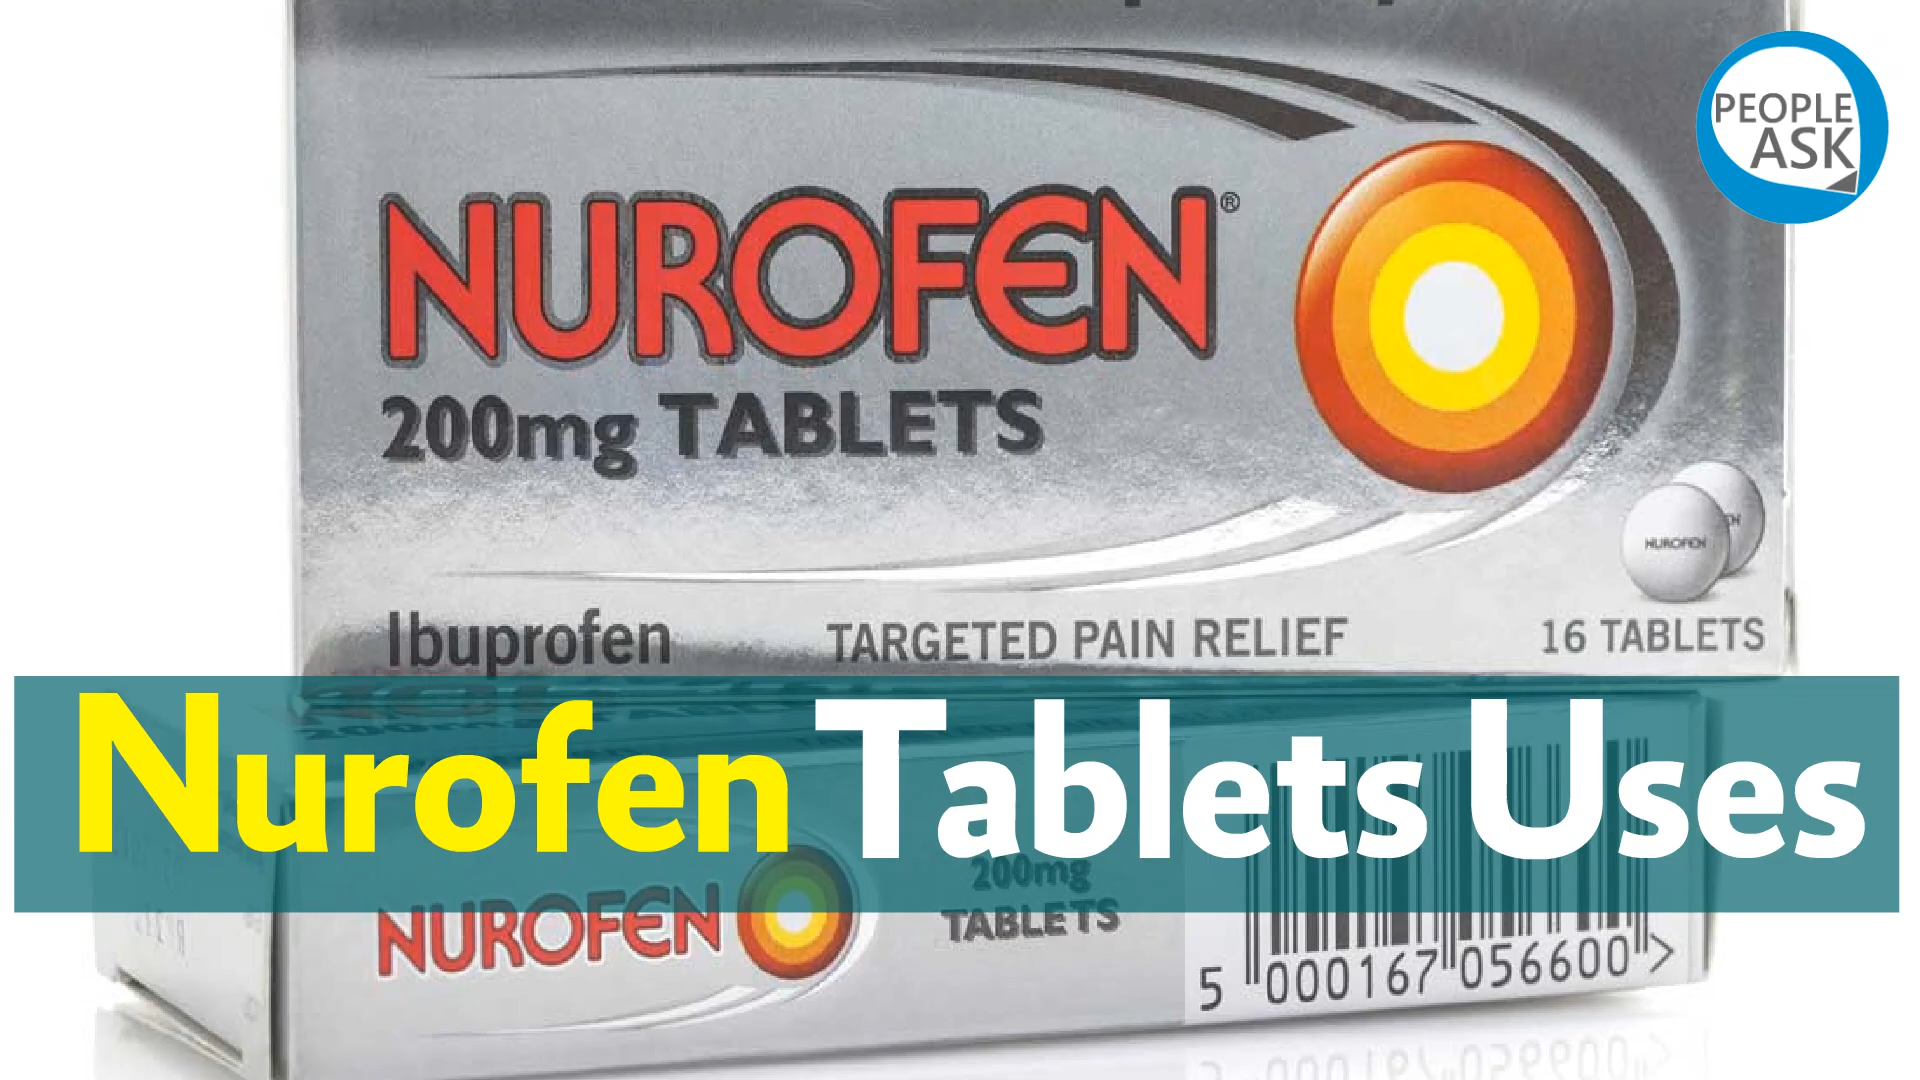 PEOPLE
ASK
NUROFEN®
200mg TABLETS
NUROFEN
Ibuprofen
TARGETED PAIN RELIEF
16 TABLETS
Nurofen Tablets Uses
NUROFEN
200mg
TABLETS
5 000167 056600 >